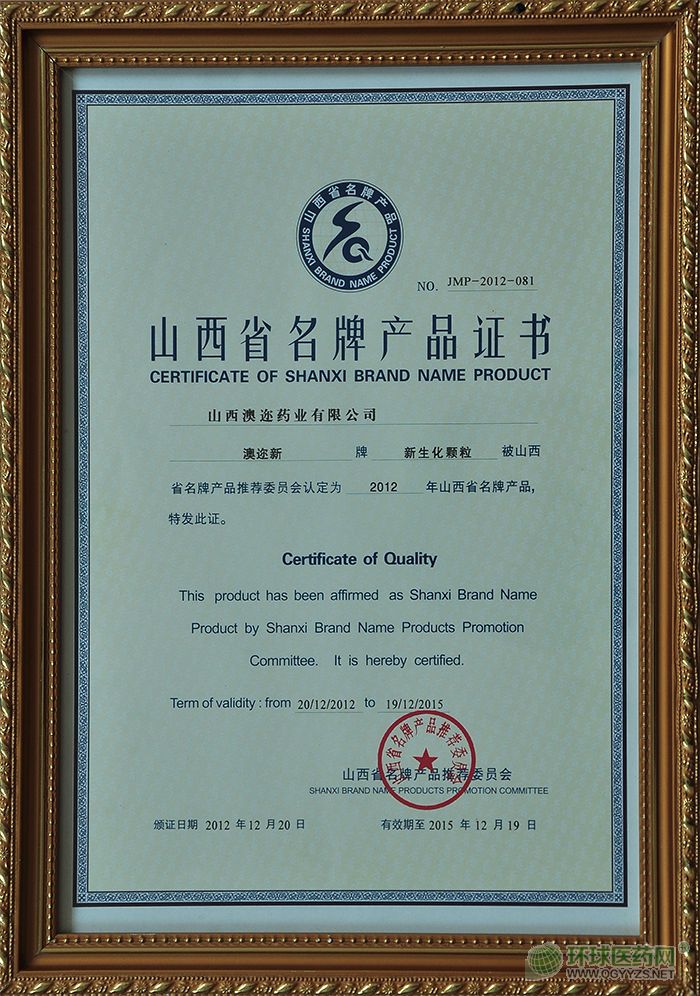 山西省名牌产品
SHANXI BRAND NAME PRODUCT
NO. JMP-2012-081
山西省名牌产品证书
CERTIFICATE OF SHANXI BRAND NAME PRODUCT
山西澳迩药业有限公司
澳迩新 牌 新生化颗粒 被山西
省名牌产品推荐委员会认定为 2012 年山西省名牌产品,
特发此证。
Certificate of Quality
This product has been affirmed as Shanxi Brand Name
Product by Shanxi Brand Name Products Promotion
Committee. It is hereby certified.
Term of validity : from 20/12/2012 to 19/12/2015
山西省名牌产品推荐委员会
山西省名牌产品推荐委员会
SHANXI BRAND NAME PRODUCTS PROMOTION COMMITTEE
颁证日期 2012 年 12 月 20 日 有效期至 2015 年 12 月 19 日
环球医药网®
WWW.QGYYZS.NET